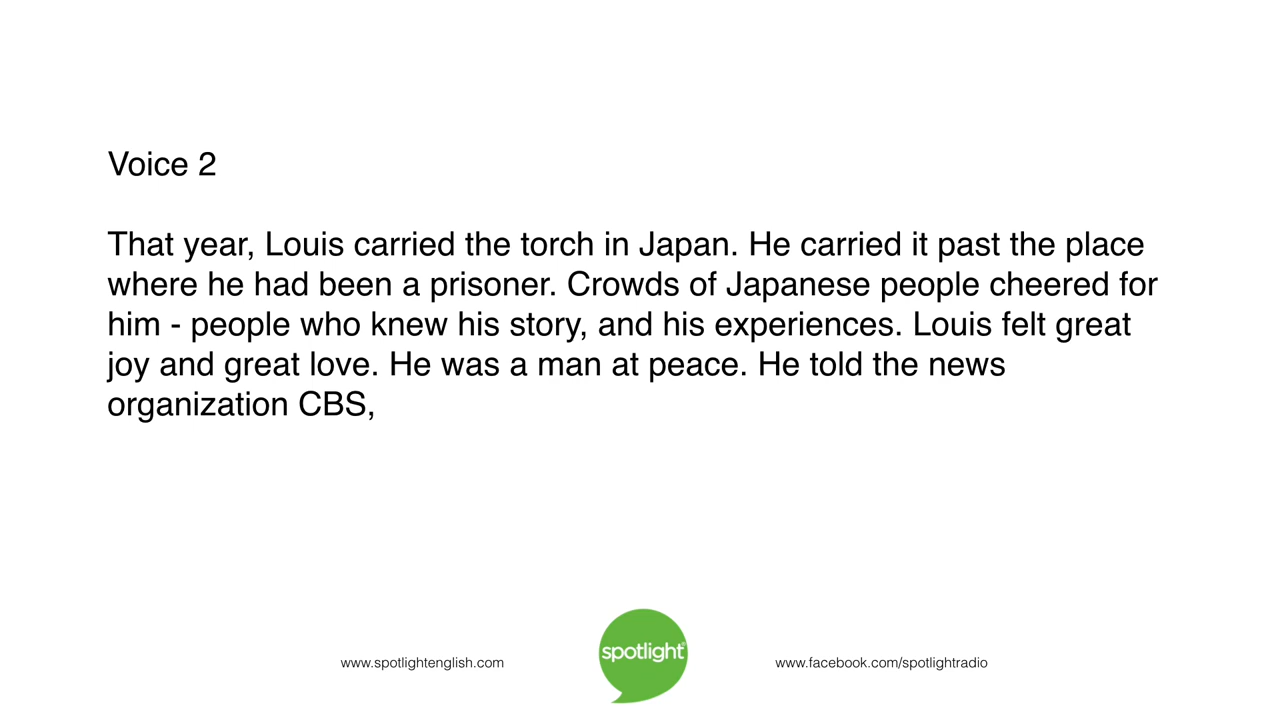 Voice 2
That year, Louis carried the torch in Japan. He carried it past the place
where he had been a prisoner. Crowds of Japanese people cheered for
him - people who knew his story, and his experiences. Louis felt great
joy and great love. He was a man at peace. He told the news
organization CBS,
www.spotlightenglish.com
spotlight®
www.facebook.com/spotlightradio